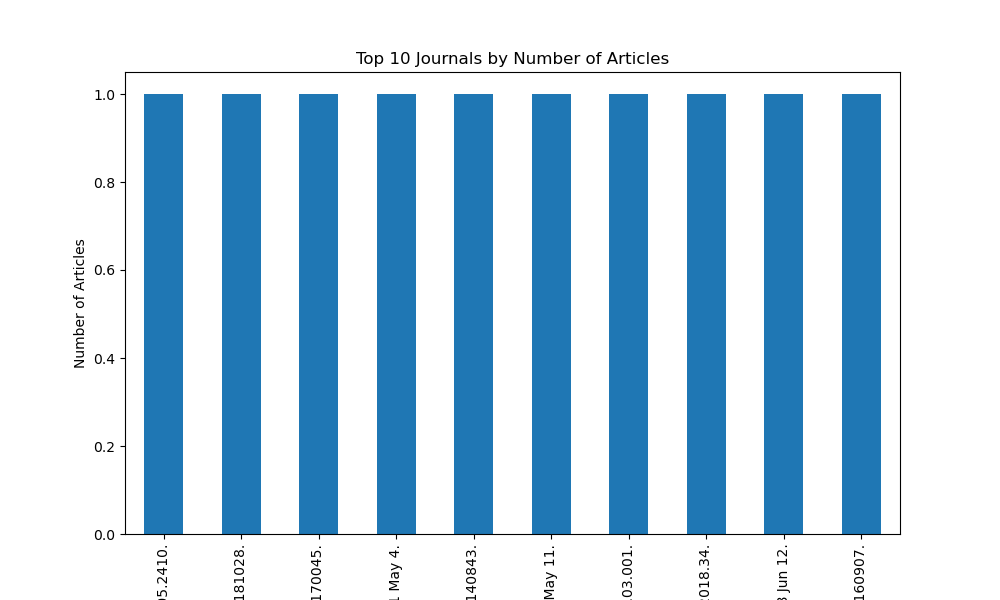 Top 10 Journals by Number of Articles
Number of Articles
1.0
0.8
0.6
0.4
0.2
0.0
05.2410.
181028.
170045.
1 May 4.
140843.
May 11.
.03.001.
2018.34.
8 Jun 12.
160907.